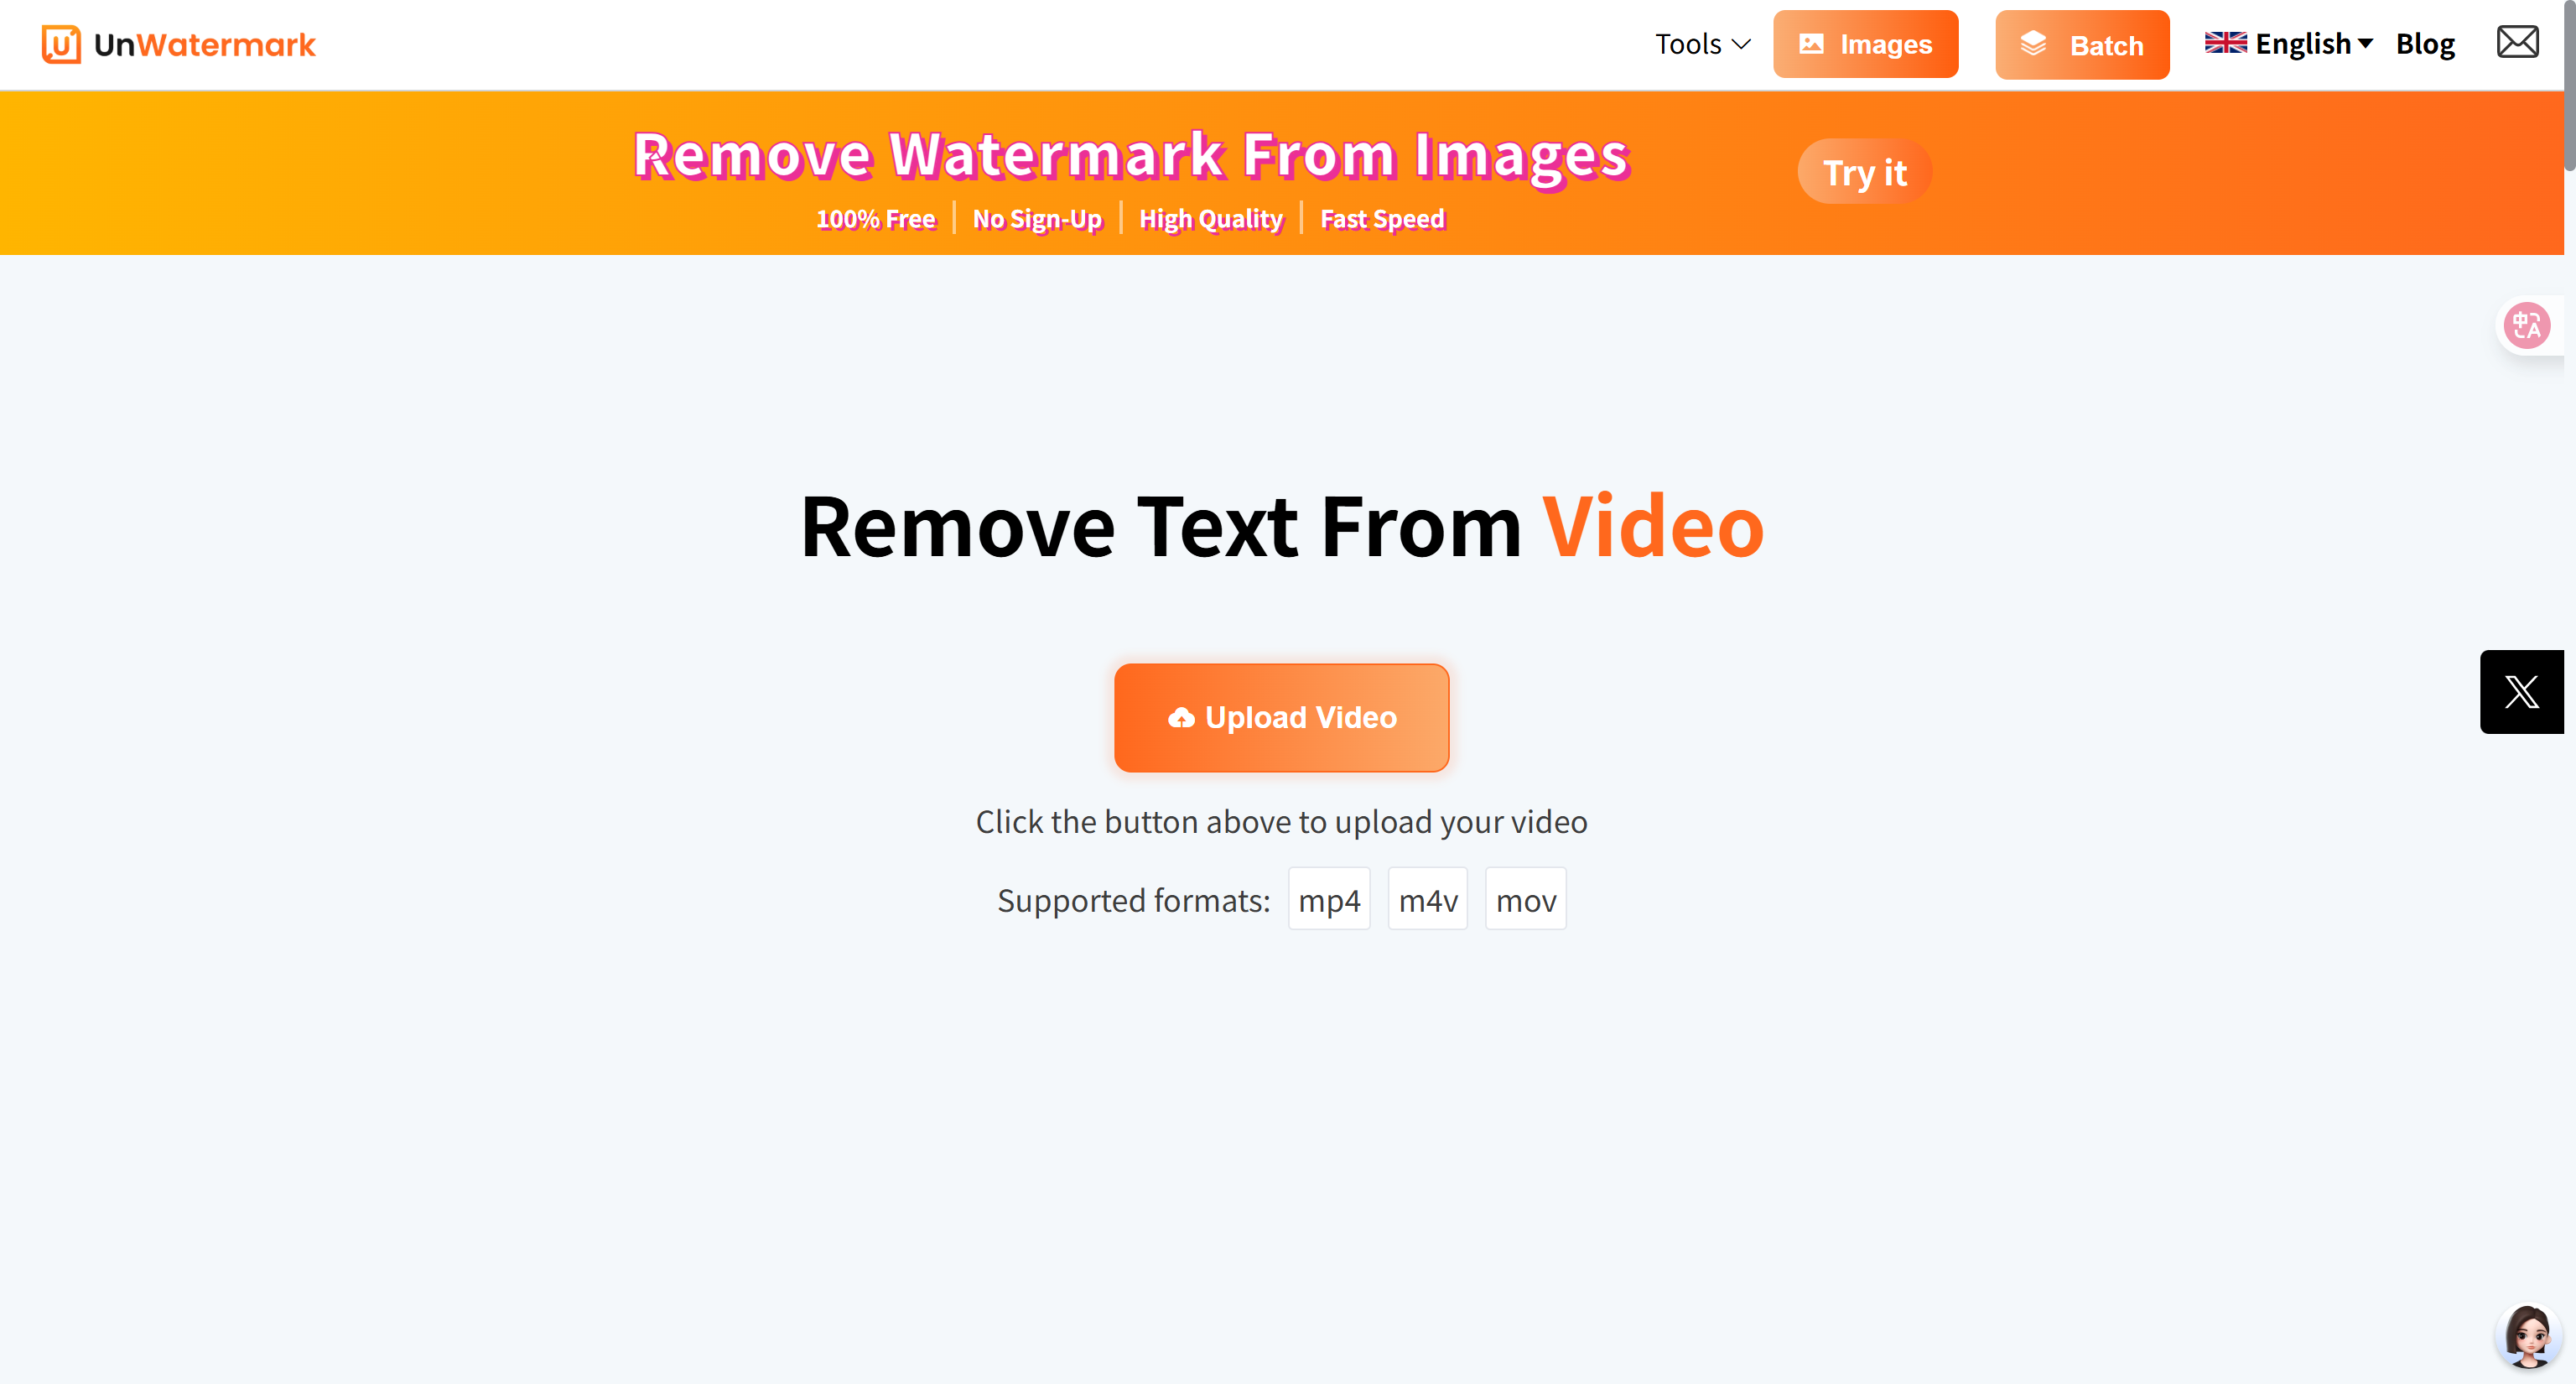 UnWatermark
Tools Images Batch English Blog
Remove Watermark From Images
Try it
100% Free No Sign-Up High Quality Fast Speed
中A
Remove Text From Video
Upload Video
Click the button above to upload your video
Supported formats: mp4 m4v mov